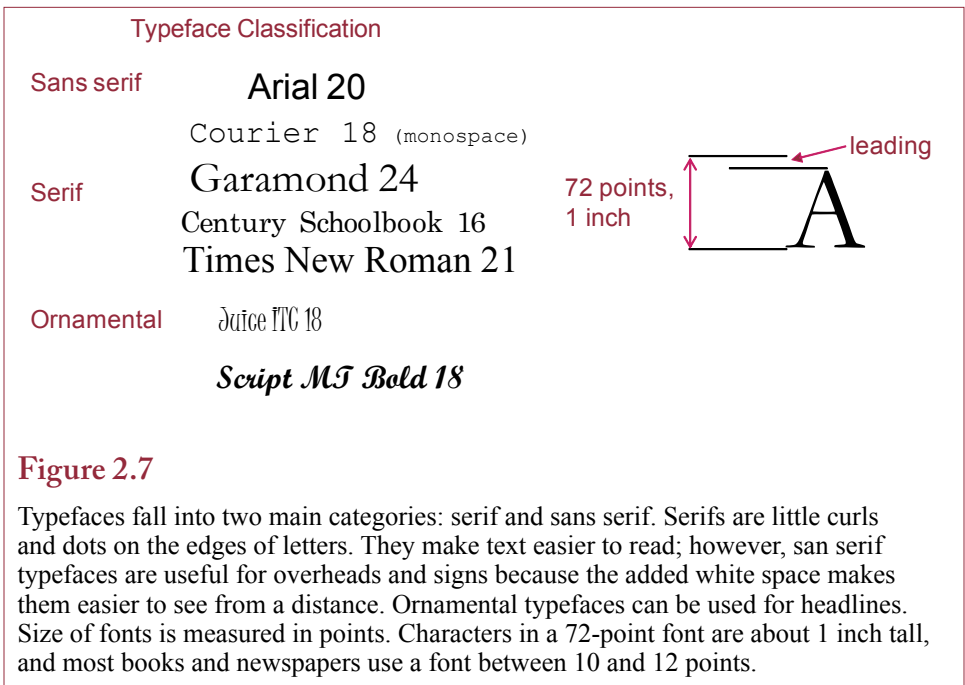 Typeface Classification
Sans serif
Arial 20
Courier 18 (monospace)
Serif
Garamond 24
Century Schoolbook 16
Times New Roman 21
Ornamental
Juice ITC 18
Script MT Bold 18
leading
72 points,
1 inch
A
Figure 2.7
Typefaces fall into two main categories: serif and sans serif. Serifs are little curls
and dots on the edges of letters. They make text easier to read; however, san serif
typefaces are useful for overheads and signs because the added white space makes
them easier to see from a distance. Ornamental typefaces can be used for headlines.
Size of fonts is measured in points. Characters in a 72-point font are about 1 inch tall,
and most books and newspapers use a font between 10 and 12 points.